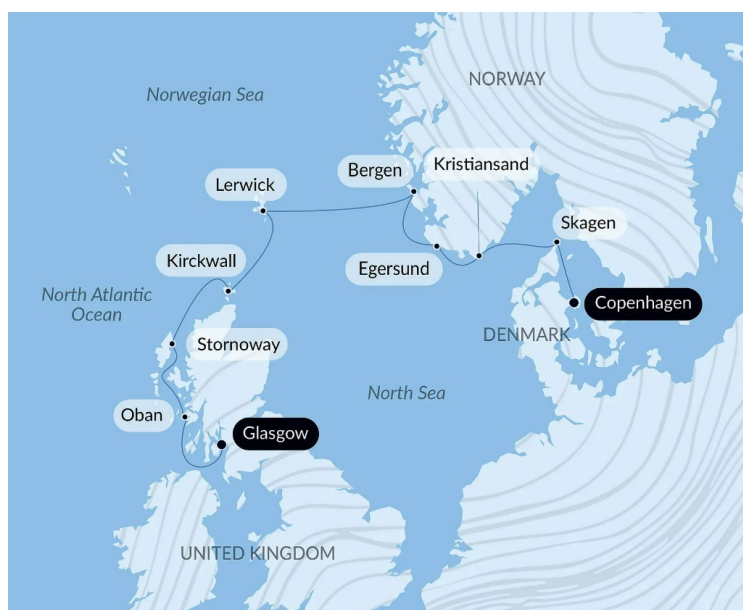 NORWAY
Norwegian Sea
Bergen
Kristiansand
Lerwick
Skagen
Kirckwall
Egersund
North Atlantic
Ocean
Copenhagen
DENMARK
Stornoway
North Sea
Oban
Glasgow
UNITED KINGDOM